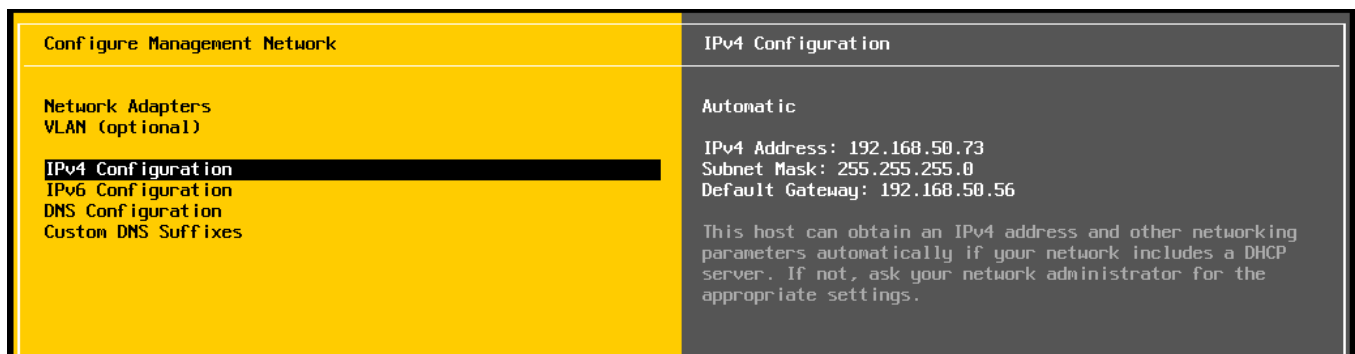 Configure Management Network
Network Adapters
VLAN (optional)
IPv4 Configuration
IPv6 Configuration
DNS Configuration
Custom DNS Suffixes
IPv4 Configuration
Automatic
IPv4 Address: 192.168.50.73
Subnet Mask: 255.255.255.0
Default Gateway: 192.168.50.56
This host can obtain an IPv4 address and other networking
parameters automatically if your network includes a DHCP
server. If not, ask your network administrator for the
appropriate settings.